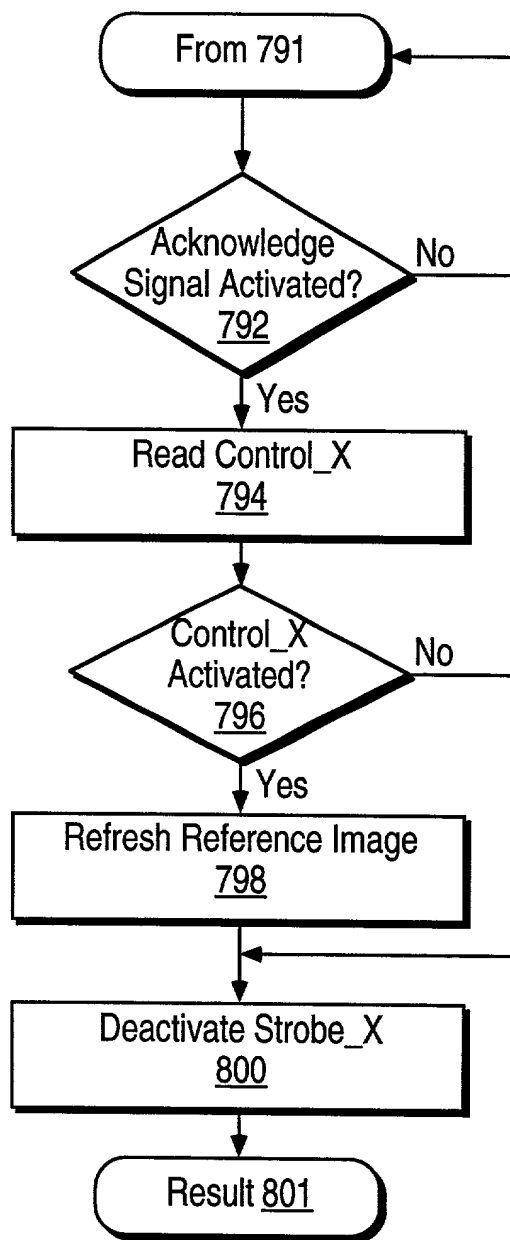 From 791
Acknowledge
Signal Activated?
792
No
Yes
Read Control_X
794
Control_X
Activated?
796
No
Yes
Refresh Reference Image
798
Deactivate Strobe_X
800
Result 801